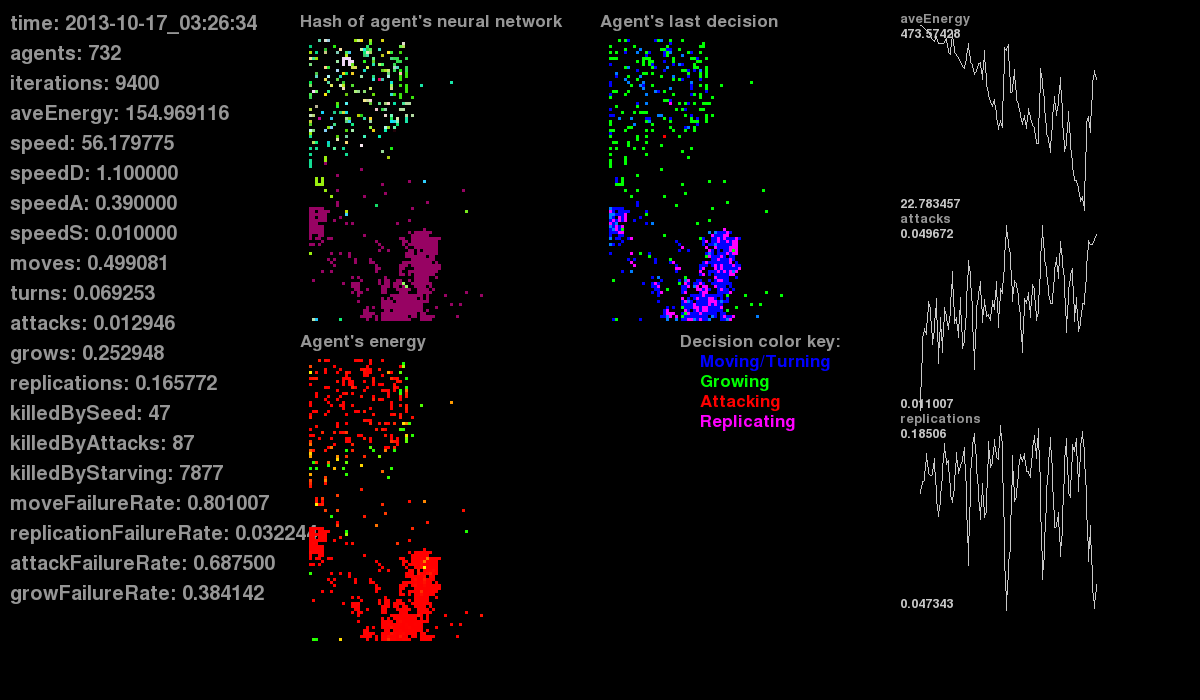 time: 2013-10-17_03:26:34
agents: 732
iterations: 9400
aveEnergy: 154.969116
speed: 56.179775
speedD: 1.100000
speedA: 0.390000
speedS: 0.010000
moves: 0.499081
turns: 0.069253
attacks: 0.012946
grows: 0.252948
replications: 0.165772
killedBySeed: 47
killedByAttacks: 87
killedByStarving: 7877
moveFailureRate: 0.801007
replicationFailureRate: 0.032244
attackFailureRate: 0.687500
growFailureRate: 0.384142
Hash of agent's neural network
Agent's last decision
Agent's energy
Decision color key:
Moving/Turning
Growing
Attacking
Replicating
aveEnergy
473.57428
22.783457
attacks
0.049672
0.011007
replications
0.18506
0.047343